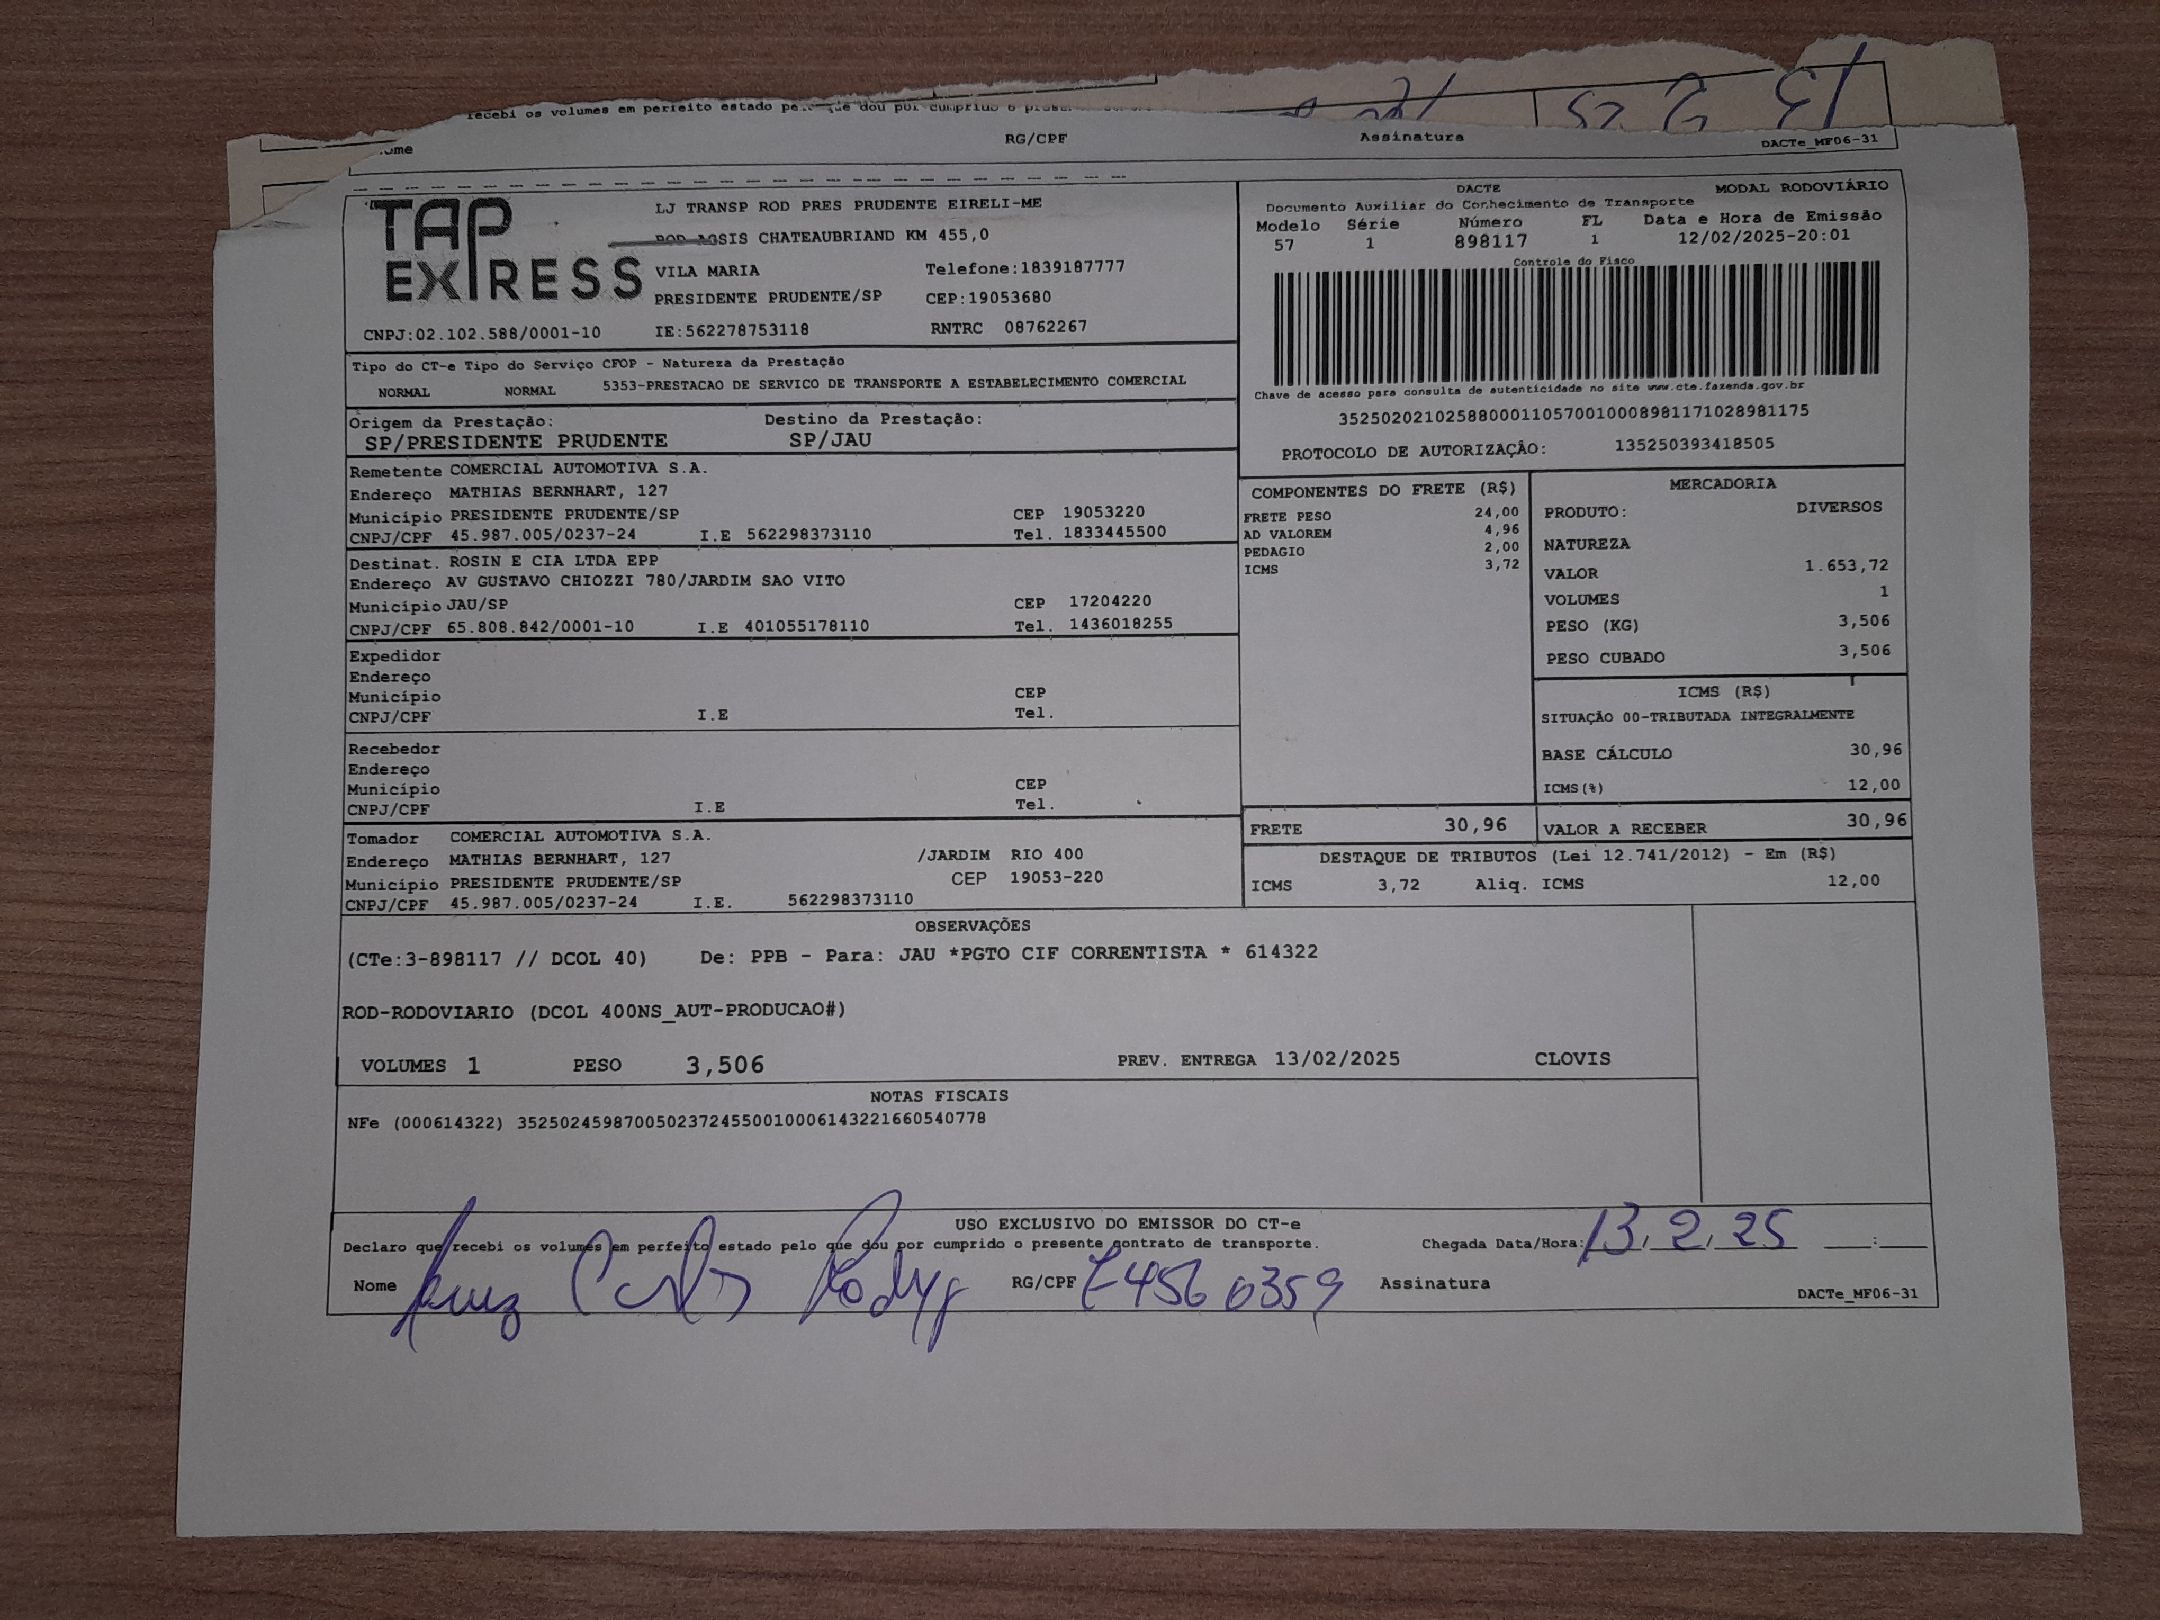 recebi os volumes em perfeito estado
RG/CPF
Assinatura
DACTe_MF06-31
TAP EXPRESS
LJ TRANSP ROD PRES PRUDENTE EIRELI-ME
CHATEAUBRIAND KM 455,0
VILA MARIA Telefone:1839187777
PRESIDENTE PRUDENTE/SP CEP:19053680
CNPJ:02.102.588/0001-10 IE:562278753118 RNTRC 08762267
DACTE MODAL RODOVIÁRIO
Documento Auxiliar do Conhecimento de Transporte
Modelo Série Número FL Data e Hora de Emissão
57 1 898117 1 12/02/2025-20:01
Controle do Fisco
Chave de acesso para consulta de autenticidade no site www.cte.fazenda.gov.br
35250202102588000110570010008981171028981175
PROTOCOLO DE AUTORIZAÇÃO: 135250393418505
Tipo do CT-e Tipo do Serviço CFOP - Natureza da Prestação
NORMAL NORMAL 5353-PRESTACAO DE SERVICO DE TRANSPORTE A ESTABELECIMENTO COMERCIAL
Origem da Prestação: Destino da Prestação:
SP/PRESIDENTE PRUDENTE SP/JAU
Remetente COMERCIAL AUTOMOTIVA S.A.
Endereço MATHIAS BERNHART, 127
Município PRESIDENTE PRUDENTE/SP CEP 19053220
CNPJ/CPF 45.987.005/0237-24 I.E 562298373110 Tel. 1833445500
Destinat. ROSIN E CIA LTDA EPP
Endereço AV GUSTAVO CHIOZZI 780/JARDIM SAO VITO
Município JAU/SP CEP 17204220
CNPJ/CPF 65.808.842/0001-10 I.E 401055178110 Tel. 1436018255
Expedidor
Endereço
Município CEP
CNPJ/CPF I.E Tel.
Recebedor
Endereço
Município CEP
CNPJ/CPF I.E Tel.
Tomador COMERCIAL AUTOMOTIVA S.A.
Endereço MATHIAS BERNHART, 127 /JARDIM RIO 400
Município PRESIDENTE PRUDENTE/SP CEP 19053-220
CNPJ/CPF 45.987.005/0237-24 I.E. 562298373110
COMPONENTES DO FRETE (R$)
FRETE PESO 24,00
AD VALOREM 4,96
PEDAGIO 2,00
ICMS 3,72
MERCADORIA
PRODUTO: DIVERSOS
NATUREZA
VALOR 1.653,72
VOLUMES 1
PESO (KG) 3,506
PESO CUBADO 3,506
ICMS (R$)
SITUAÇÃO 00-TRIBUTADA INTEGRALMENTE
BASE CÁLCULO 30,96
ICMS(%) 12,00
FRETE 30,96 VALOR A RECEBER 30,96
DESTAQUE DE TRIBUTOS (Lei 12.741/2012) - Em (R$)
ICMS 3,72 Aliq. ICMS 12,00
OBSERVAÇÕES
(CTe:3-898117 // DCOL 40) De: PPB - Para: JAU *PGTO CIF CORRENTISTA * 614322
ROD-RODOVIARIO (DCOL 400NS_AUT-PRODUCAO#)
VOLUMES 1 PESO 3,506 PREV. ENTREGA 13/02/2025 CLOVIS
NOTAS FISCAIS
NFe (000614322) 35250245987005023724550010006143221660540778
USO EXCLUSIVO DO EMISSOR DO CT-e
Declaro que recebi os volumes em perfeito estado pelo que dou por cumprido o presente contrato de transporte. Chegada Data/Hora: 13.2.25
Nome RG/CPF Assinatura
DACTe_MF06-31